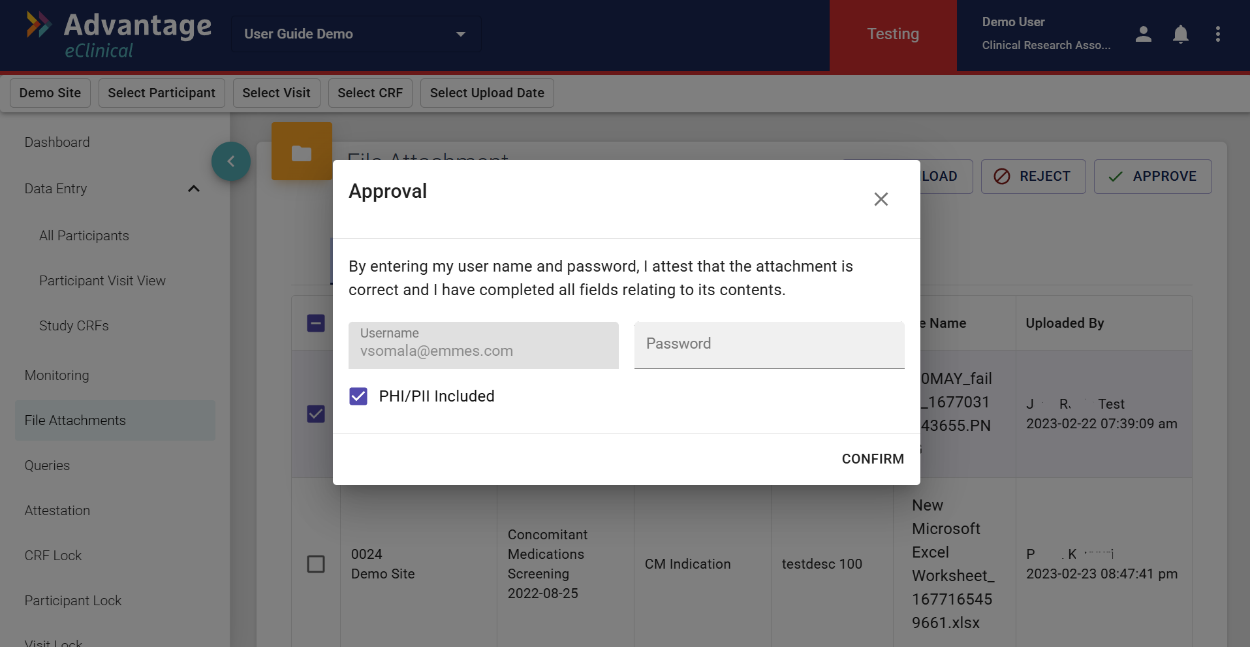 Advantage
eClinical
User Guide Demo
Testing
Demo User
Clinical Research Asso...
Demo Site
Select Participant
Select Visit
Select CRF
Select Upload Date
Dashboard
Data Entry
All Participants
Participant Visit View
Study CRFs
Monitoring
File Attachments
Queries
Attestation
CRF Lock
Participant Lock
Visit Lock
File Attachment
LOAD
REJECT
APPROVE
Approval
By entering my user name and password, I attest that the attachment is
correct and I have completed all fields relating to its contents.
Username
vsomala@emmes.com
Password
PHI/PII Included
CONFIRM
Name
Uploaded By
0MAY_fail
_1677031
43655.PN
J R Test
2023-02-22 07:39:09 am
0024
Demo Site
Concomitant
Medications
Screening
2022-08-25
CM Indication
testdesc 100
New
Microsoft
Excel
Worksheet_
167716545
9661.xlsx
P K
2023-02-23 08:47:41 pm